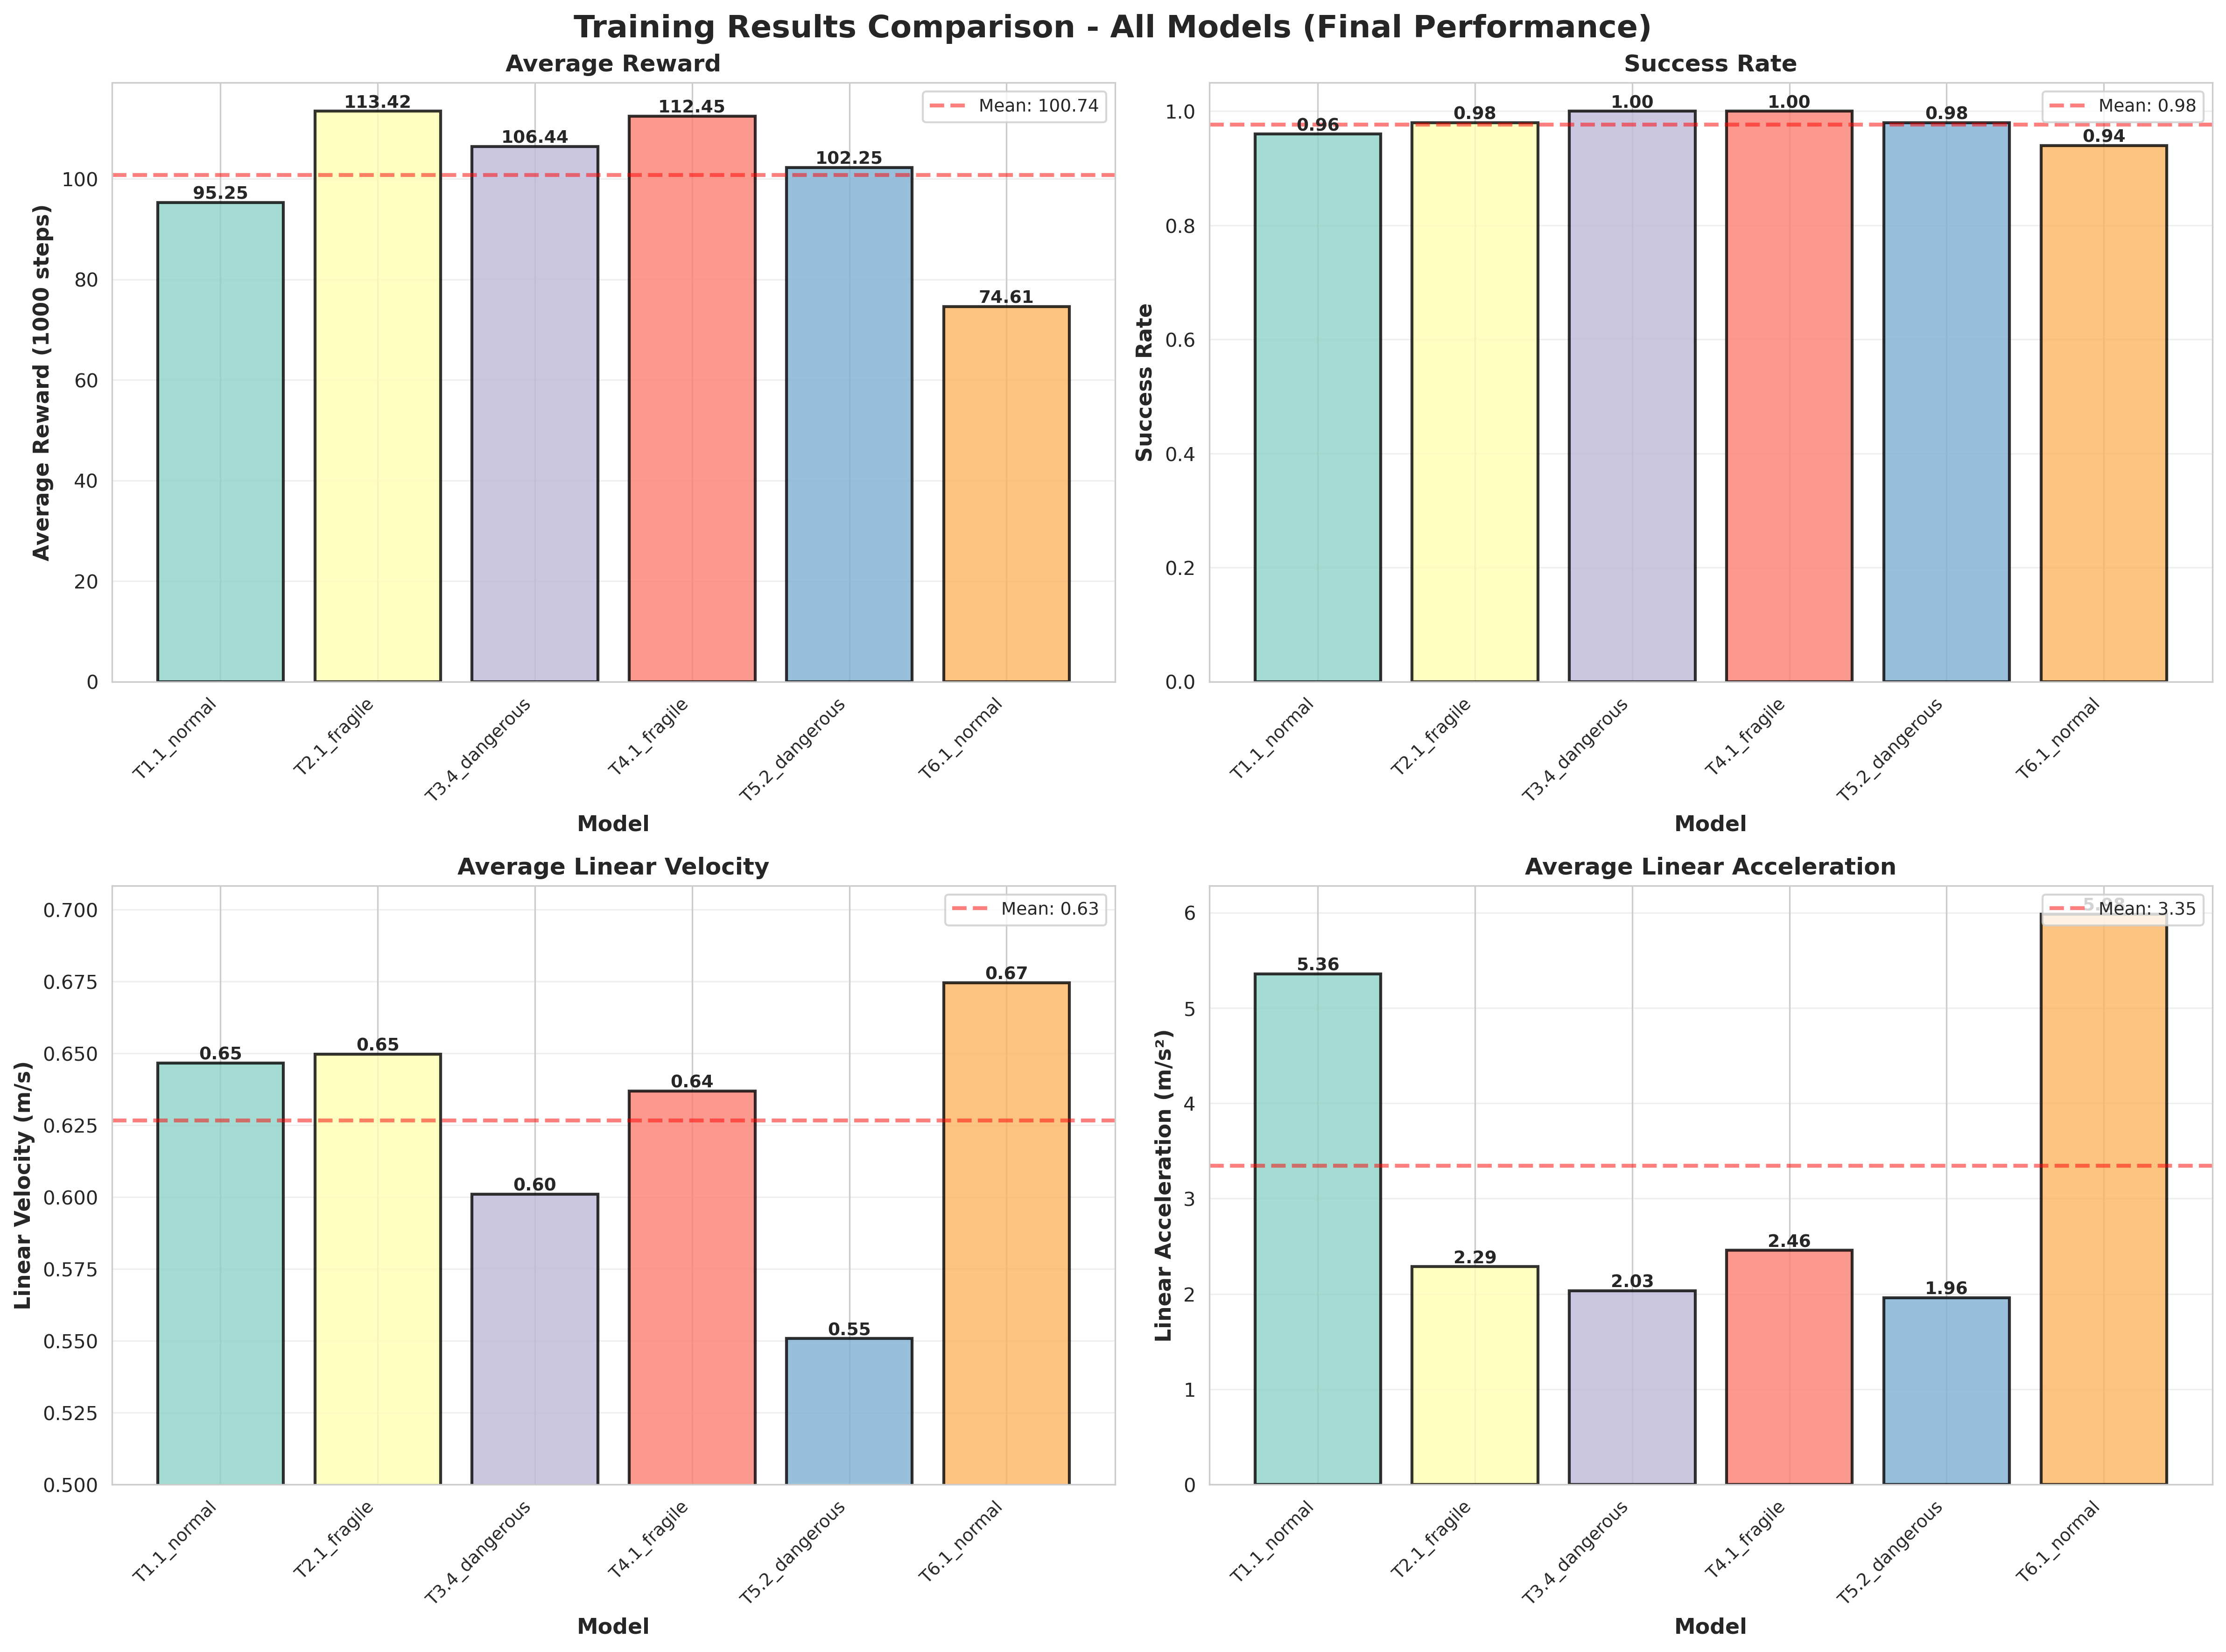 Training Results Comparison - All Models (Final Performance)
Average Reward
Mean: 100.74
113.42
112.45
106.44
102.25
95.25
74.61
100
80
60
40
20
0
Average Reward (1000 steps)
T1.1_normal
T2.1_fragile
T3.4_dangerous
T4.1_fragile
T5.2_dangerous
T6.1_normal
Model
Success Rate
Mean: 0.98
0.96
0.98
1.00
1.00
0.98
0.94
1.0
0.8
0.6
0.4
0.2
0.0
Success Rate
T1.1_normal
T2.1_fragile
T3.4_dangerous
T4.1_fragile
T5.2_dangerous
T6.1_normal
Model
Average Linear Velocity
Mean: 0.63
0.65
0.65
0.60
0.64
0.55
0.67
0.700
0.675
0.650
0.625
0.600
0.575
0.550
0.525
0.500
Linear Velocity (m/s)
T1.1_normal
T2.1_fragile
T3.4_dangerous
T4.1_fragile
T5.2_dangerous
T6.1_normal
Model
Average Linear Acceleration
Mean: 3.35
5.36
2.29
2.03
2.46
1.96
6
5
4
3
2
1
0
Linear Acceleration (m/s²)
T1.1_normal
T2.1_fragile
T3.4_dangerous
T4.1_fragile
T5.2_dangerous
T6.1_normal
Model